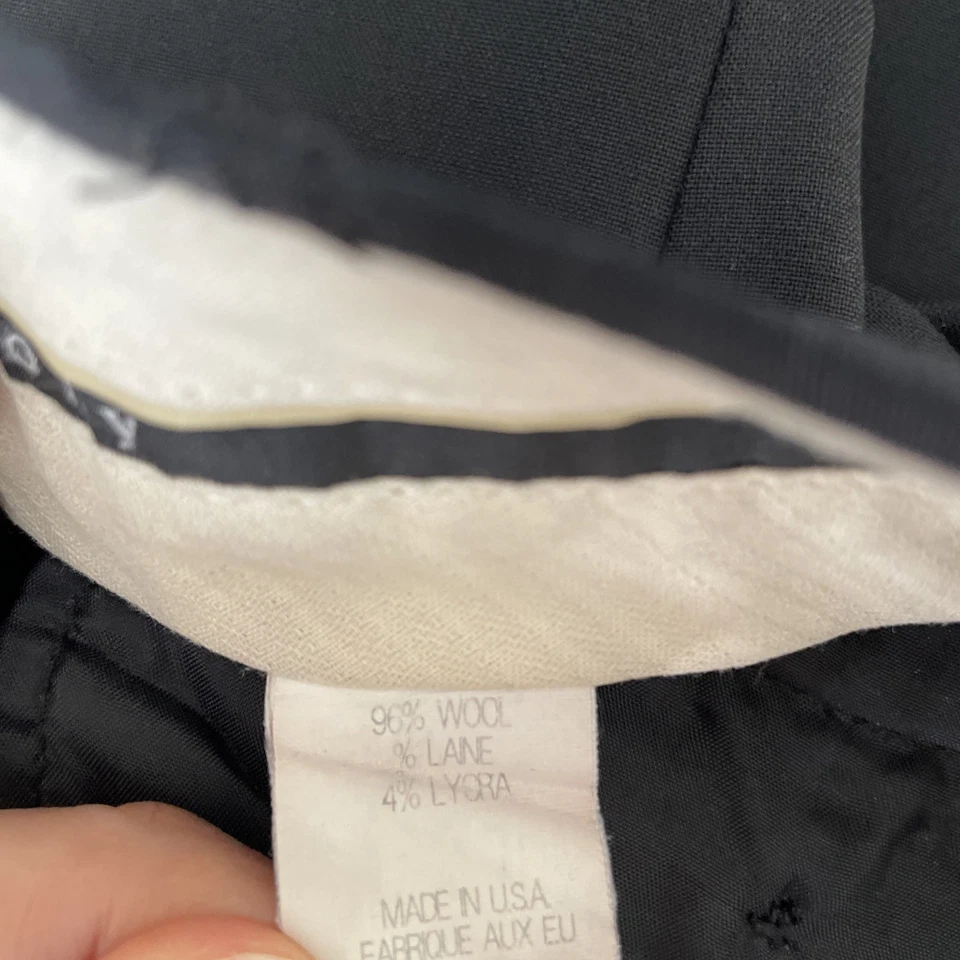 96% WOOL
% LAINE
4% LYCRA
MADE IN U.S.A.
FABRIQUE AUX E.U